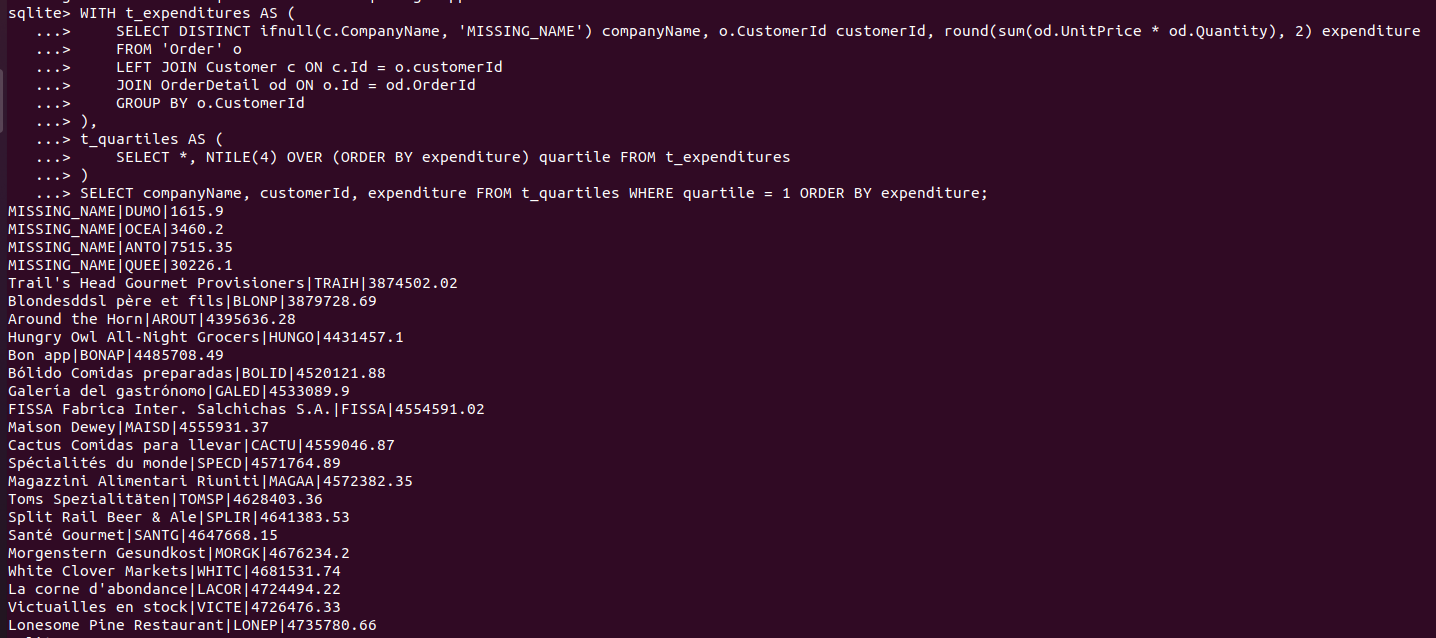 sqlite> WITH t_expenditures AS (
   ...>     SELECT DISTINCT ifnull(c.CompanyName, 'MISSING_NAME') companyName, o.CustomerId customerId, round(sum(od.UnitPrice * od.Quantity), 2) expenditure
   ...>     FROM 'Order' o
   ...>     LEFT JOIN Customer c ON c.Id = o.customerId
   ...>     JOIN OrderDetail od ON o.Id = od.OrderId
   ...>     GROUP BY o.CustomerId
   ...> ),
   ...> t_quartiles AS (
   ...>     SELECT *, NTILE(4) OVER (ORDER BY expenditure) quartile FROM t_expenditures
   ...> )
   ...> SELECT companyName, customerId, expenditure FROM t_quartiles WHERE quartile = 1 ORDER BY expenditure;
MISSING_NAME|DUMO|1615.9
MISSING_NAME|OCEA|3460.2
MISSING_NAME|ANTO|7515.35
MISSING_NAME|QUEE|30226.1
Trail's Head Gourmet Provisioners|TRAIH|3874502.02
Blondesddsl père et fils|BLONP|3879728.69
Around the Horn|AROUT|4395636.28
Hungry Owl All-Night Grocers|HUNGO|4431457.1
Bon app|BONAP|4485708.49
Bólido Comidas preparadas|BOLID|4520121.88
Galería del gastrónomo|GALED|4533089.9
FISSA Fabrica Inter. Salchichas S.A.|FISSA|4554591.02
Maison Dewey|MAISD|4555931.37
Cactus Comidas para llevar|CACTU|4559046.87
Spécialités du monde|SPECD|4571764.89
Magazzini Alimentari Riuniti|MAGAA|4572382.35
Toms Spezialitäten|TOMSP|4628403.36
Split Rail Beer & Ale|SPLIR|4641383.53
Santé Gourmet|SANTG|4647668.15
Morgenstern Gesundkost|MORGK|4676234.2
White Clover Markets|WHITC|4681531.74
La corne d'abondance|LACOR|4724494.22
Victuailles en stock|VICTE|4726476.33
Lonesome Pine Restaurant|LONEP|4735780.66